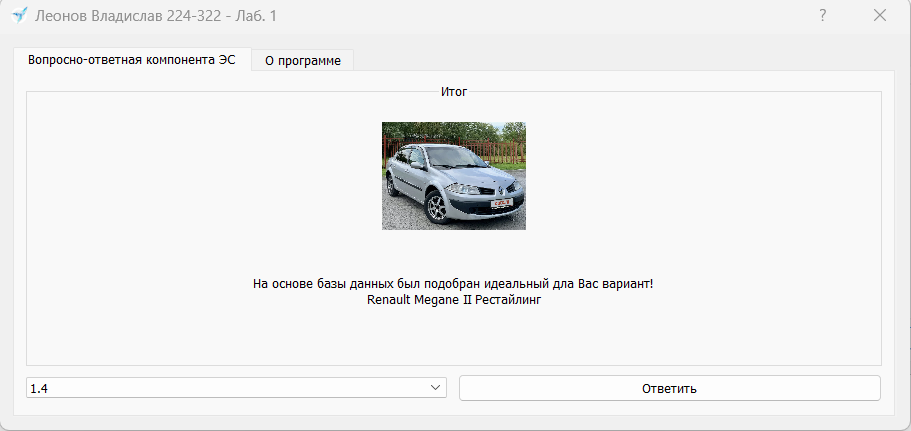 Леонов Владислав 224-322 - Лаб. 1
Вопросно-ответная компонента ЭС
О программе
Итог
На основе базы данных был подобран идеальный дла Вас вариант!
Renault Megane II Рестайлинг
1.4
Ответить